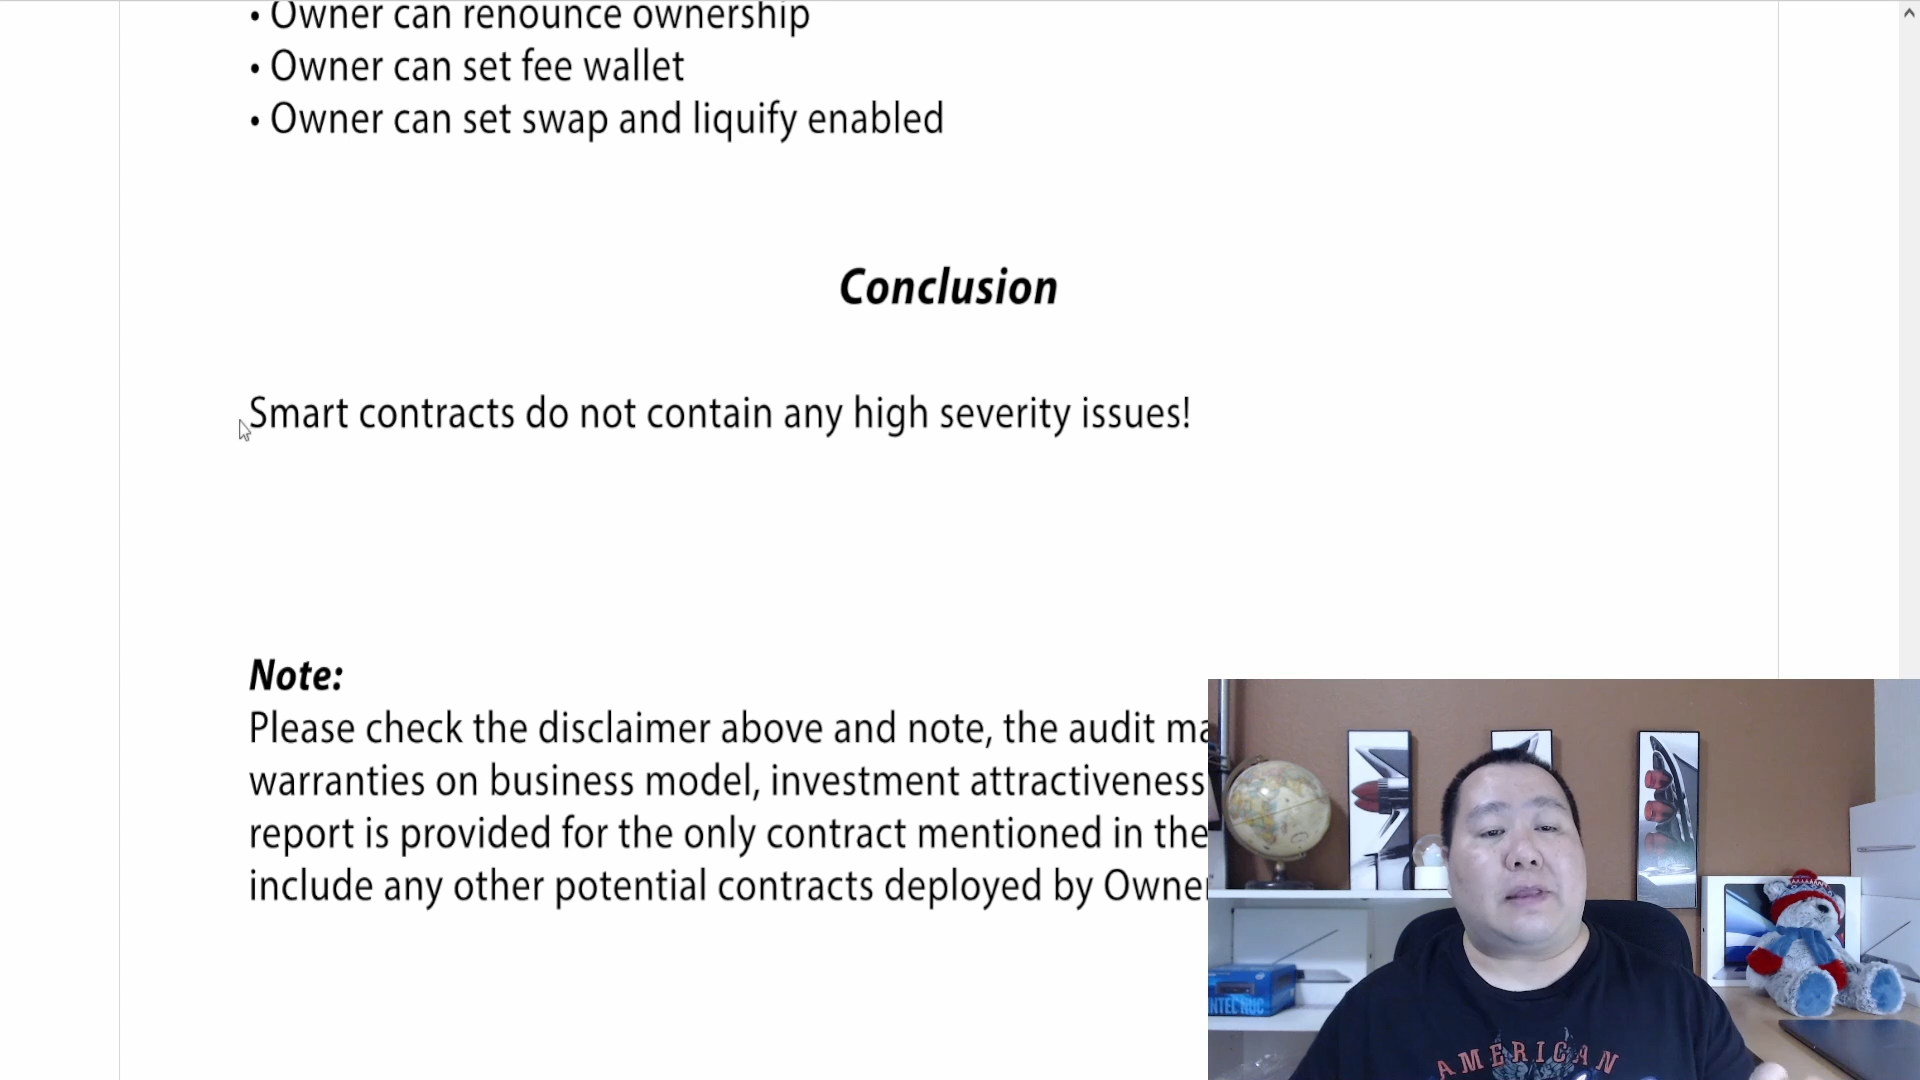 • Owner can renounce ownership
• Owner can set fee wallet
• Owner can set swap and liquify enabled
Conclusion
Smart contracts do not contain any high severity issues!
Note:
Please check the disclaimer above and note, the audit
warranties on business model, investment attractiveness
report is provided for the only contract mentioned in the
include any other potential contracts deployed by
AMERICAN